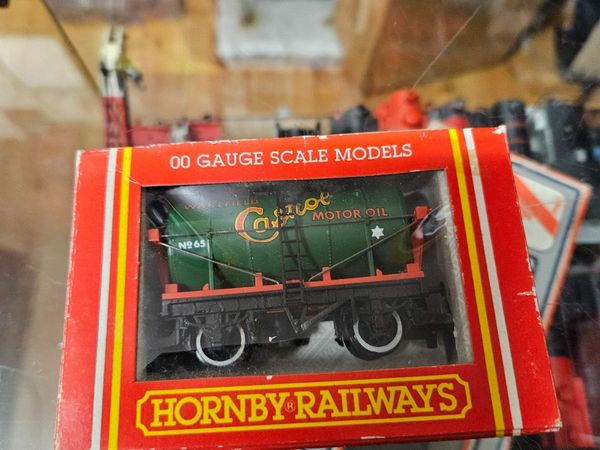 00 GAUGE SCALE MODELS
WAKEFIELD
Castrol
MOTOR OIL
No 65
HORNBY® RAILWAYS